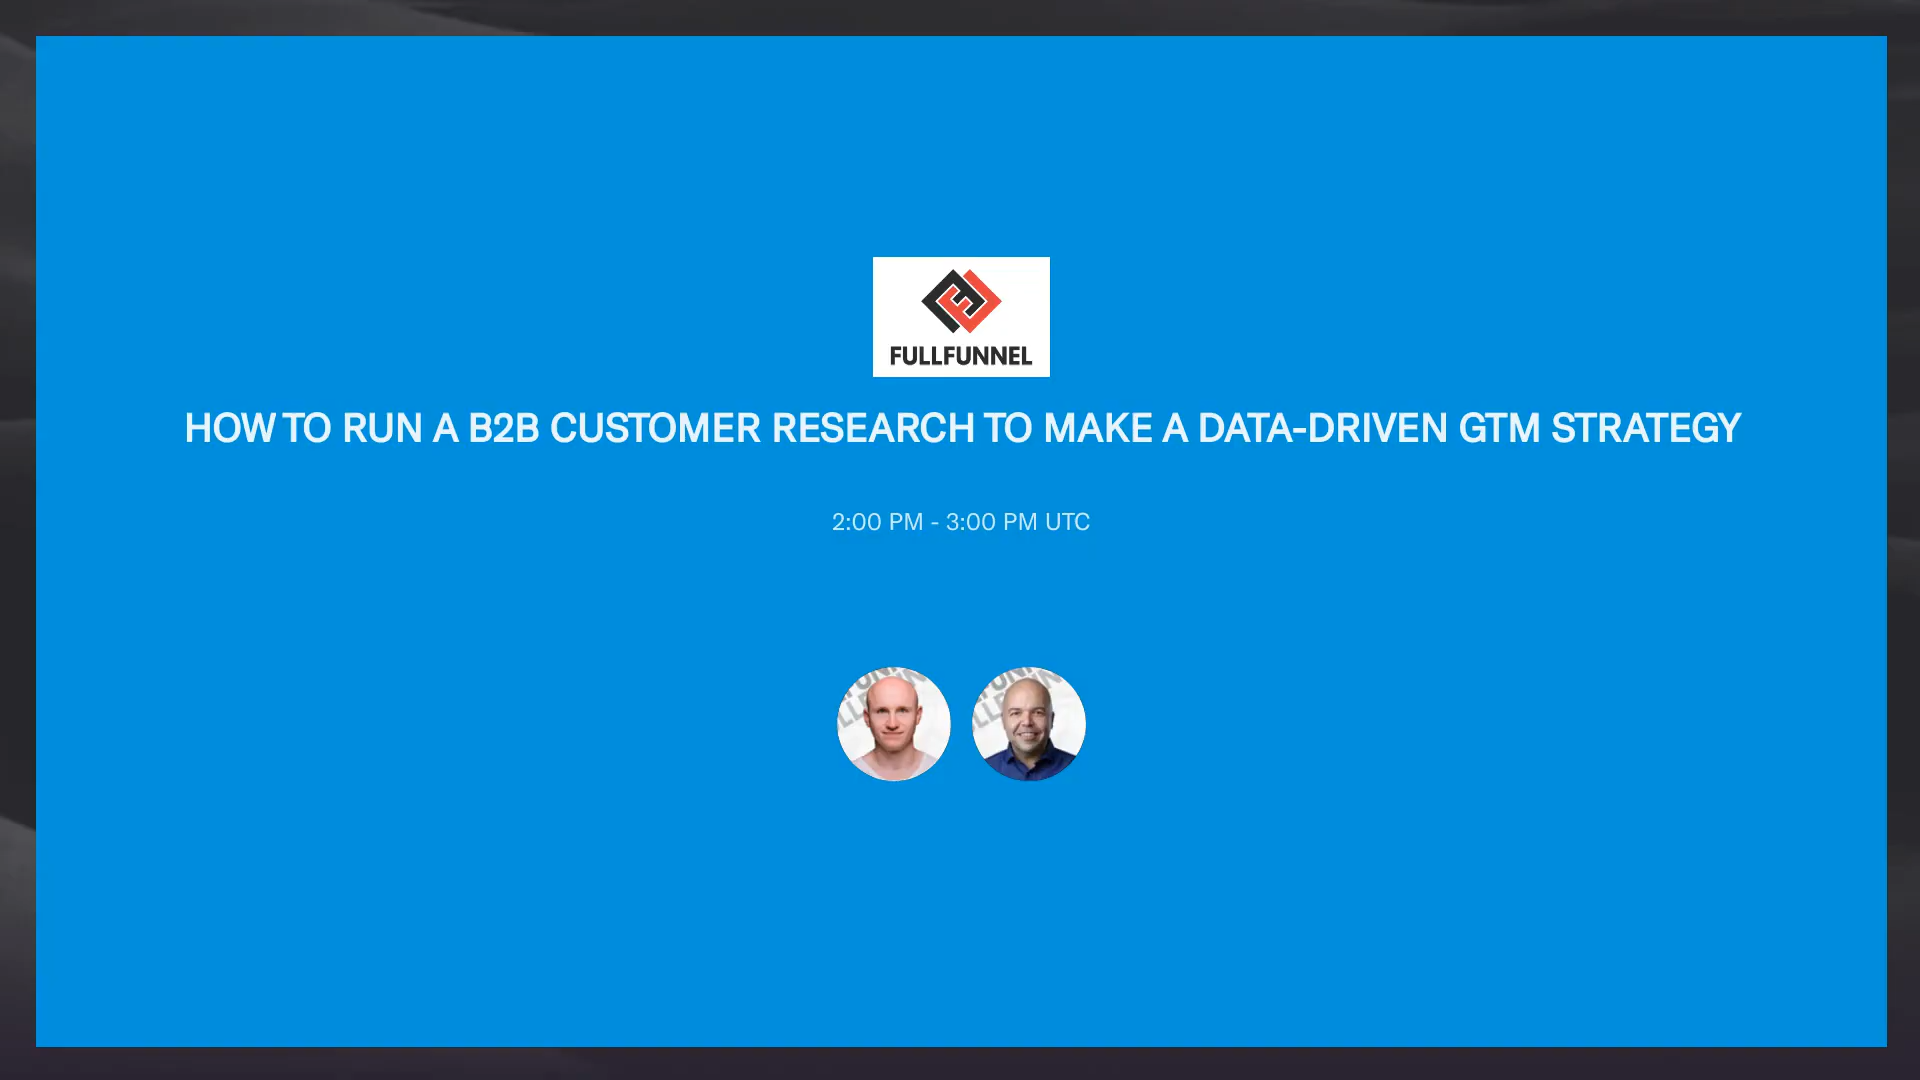 FULLFUNNEL
HOW TO RUN A B2B CUSTOMER RESEARCH TO MAKE A DATA-DRIVEN GTM STRATEGY
2:00 PM - 3:00 PM UTC